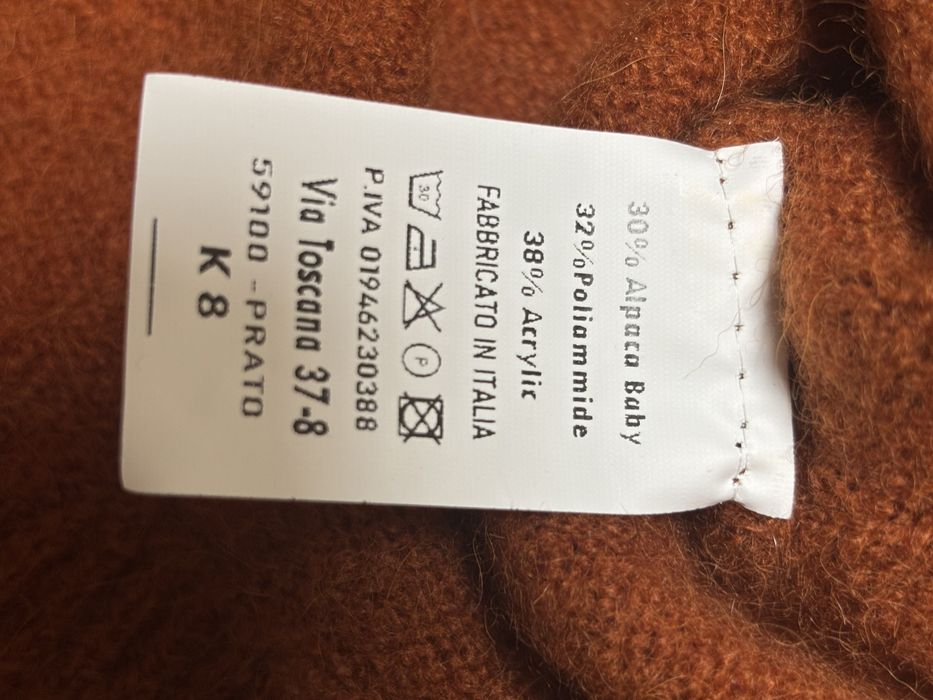 30% Alpaca Baby
32%Poliammide
38% Acrylic
FABBRICATO IN ITALIA
30 P
P.IVA 01946230388
Via Toscana 37-8
59100 -PRATO
K 8